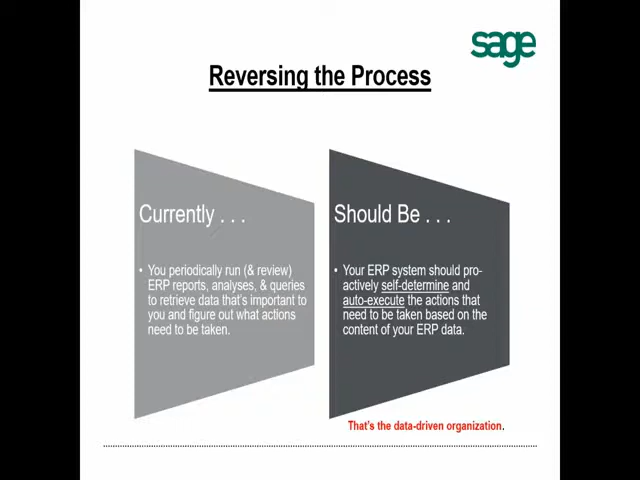 sage
Reversing the Process
Currently . . .
• You periodically run (& review)
ERP reports, analyses, & queries
to retrieve data that's important to
you and figure out what actions
need to be taken.
Should Be . . .
• Your ERP system should pro-
actively self-determine and
auto-execute the actions that
need to be taken based on the
content of your ERP data.
That's the data-driven organization.